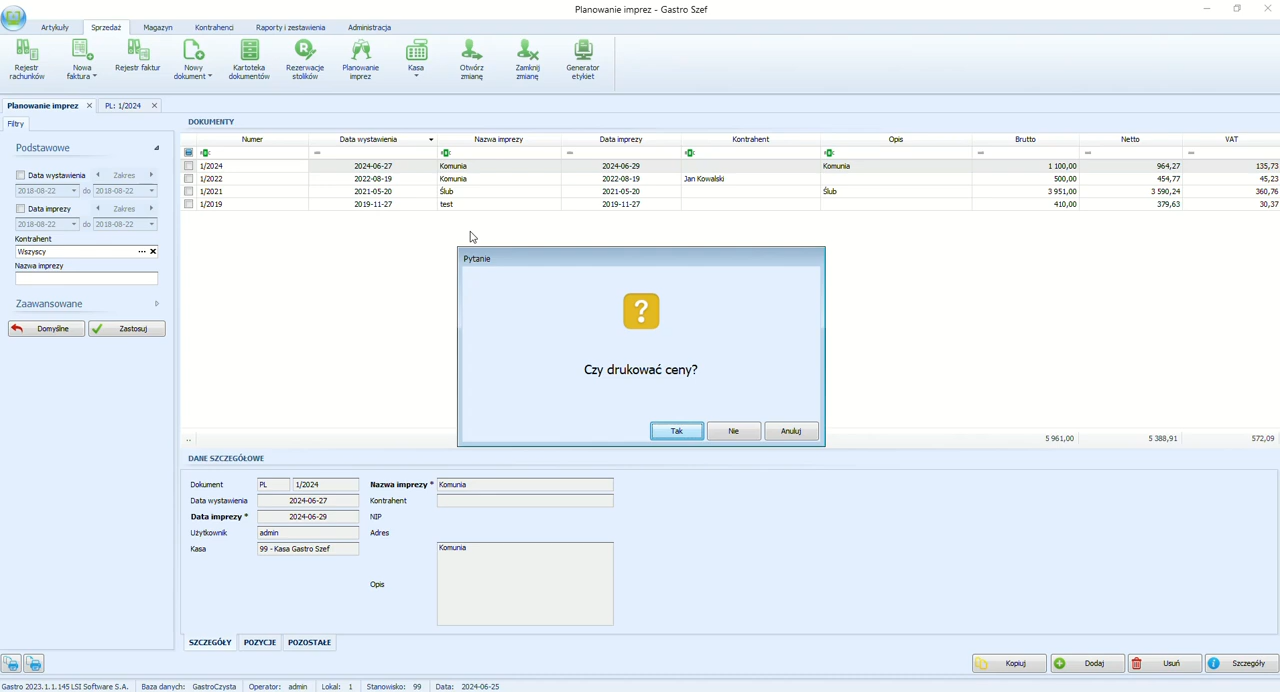 Planowanie imprez - Gastro Szef
Artykuły Sprzedaż Magazyn Kontrahenci Raporty i zestawienia Administracja
Rejestr rachunków
Nowa faktura
Rejestr faktur
Nowy dokument
Kartoteka dokumentów
Rezerwacje stolików
Planowanie imprez
Kasa
Otwórz zmianę
Zamknij zmianę
Generator etykiet
Planowanie imprez PL: 1/2024
Filtry
Podstawowe
Data wystawienia Zakres
2018-08-22 do 2018-08-22
Data imprezy Zakres
2018-08-22 do 2018-08-22
Kontrahent
Wszyscy
Nazwa imprezy
Zaawansowane
Domyślne Zastosuj
DOKUMENTY
Numer Data wystawienia Nazwa imprezy Data imprezy Kontrahent Opis Brutto Netto VAT
1/2024 2024-06-27 Komunia 2024-06-29 Komunia 1 100,00 964,27 135,73
1/2022 2022-08-19 Komunia 2022-08-19 Jan Kowalski 500,00 454,77 45,23
1/2021 2021-05-20 Ślub 2021-05-20 Ślub 3 951,00 3 590,24 360,76
1/2019 2019-11-27 test 2019-11-27 410,00 379,63 30,37
Pytanie
?
Czy drukować ceny?
Tak Nie Anuluj
5 961,00 5 388,91 572,09
DANE SZCZEGÓŁOWE
Dokument PL 1/2024 Nazwa imprezy * Komunia
Data wystawienia 2024-06-27 Kontrahent
Data imprezy * 2024-06-29 NIP
Użytkownik admin Adres
Kasa 99 - Kasa Gastro Szef Komunia
Opis
SZCZEGÓŁY POZYCJE POZOSTAŁE
Kopiuj Dodaj Usuń Szczegóły
Gastro 2023.1.1.145 LSI Software S.A. Baza danych: GastroCzysta Operator: admin Lokal: 1 Stanowisko: 99 Data: 2024-06-25